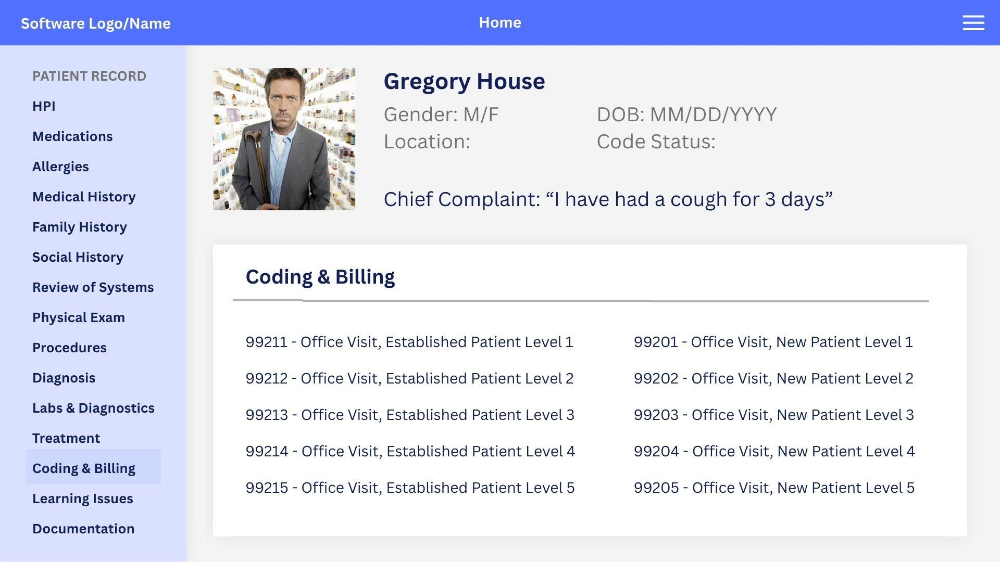 Software Logo/Name
Home
PATIENT RECORD
HPI
Medications
Allergies
Medical History
Family History
Social History
Review of Systems
Physical Exam
Procedures
Diagnosis
Labs & Diagnostics
Treatment
Coding & Billing
Learning Issues
Documentation
Gregory House
Gender: M/F
DOB: MM/DD/YYYY
Location:
Code Status:
Chief Complaint: “I have had a cough for 3 days”
Coding & Billing
99211 - Office Visit, Established Patient Level 1
99212 - Office Visit, Established Patient Level 2
99213 - Office Visit, Established Patient Level 3
99214 - Office Visit, Established Patient Level 4
99215 - Office Visit, Established Patient Level 5
99201 - Office Visit, New Patient Level 1
99202 - Office Visit, New Patient Level 2
99203 - Office Visit, New Patient Level 3
99204 - Office Visit, New Patient Level 4
99205 - Office Visit, New Patient Level 5